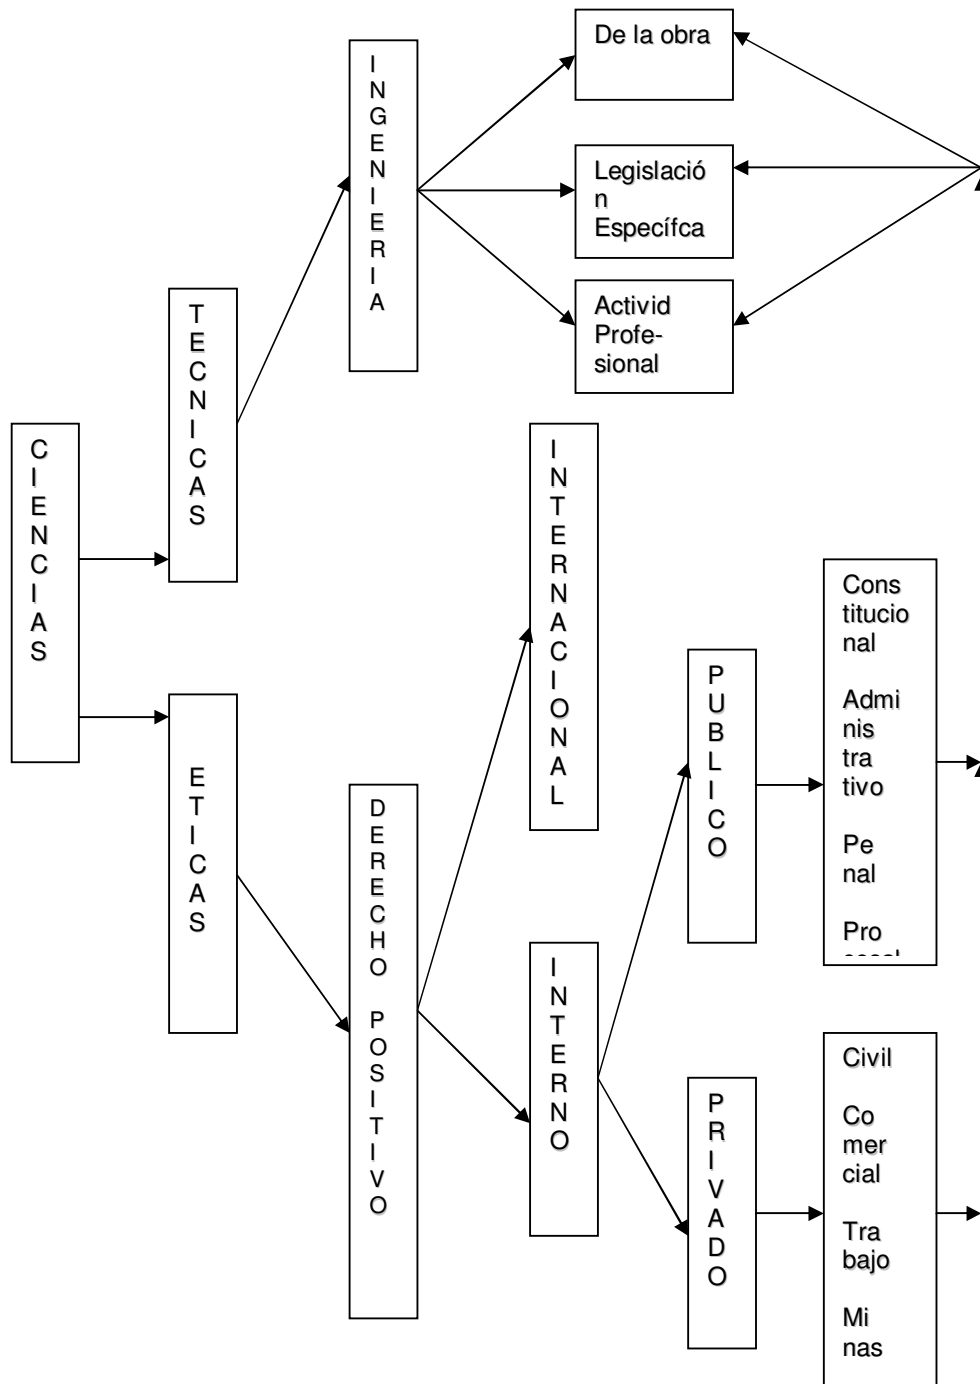 CIENCIAS
TECNICAS
INGENIERIA
De la obra
Legislació
n
Específca
Activid
Profe-
sional
ETICAS
DERECHO POSITIVO
INTERNACIONAL
INTERNO
PUBLICO
Cons
titucio
nal
Admi
nis
tra
tivo
Pe
nal
Pro
PRIVADO
Civil
Co
mer
cial
Tra
bajo
Mi
nas